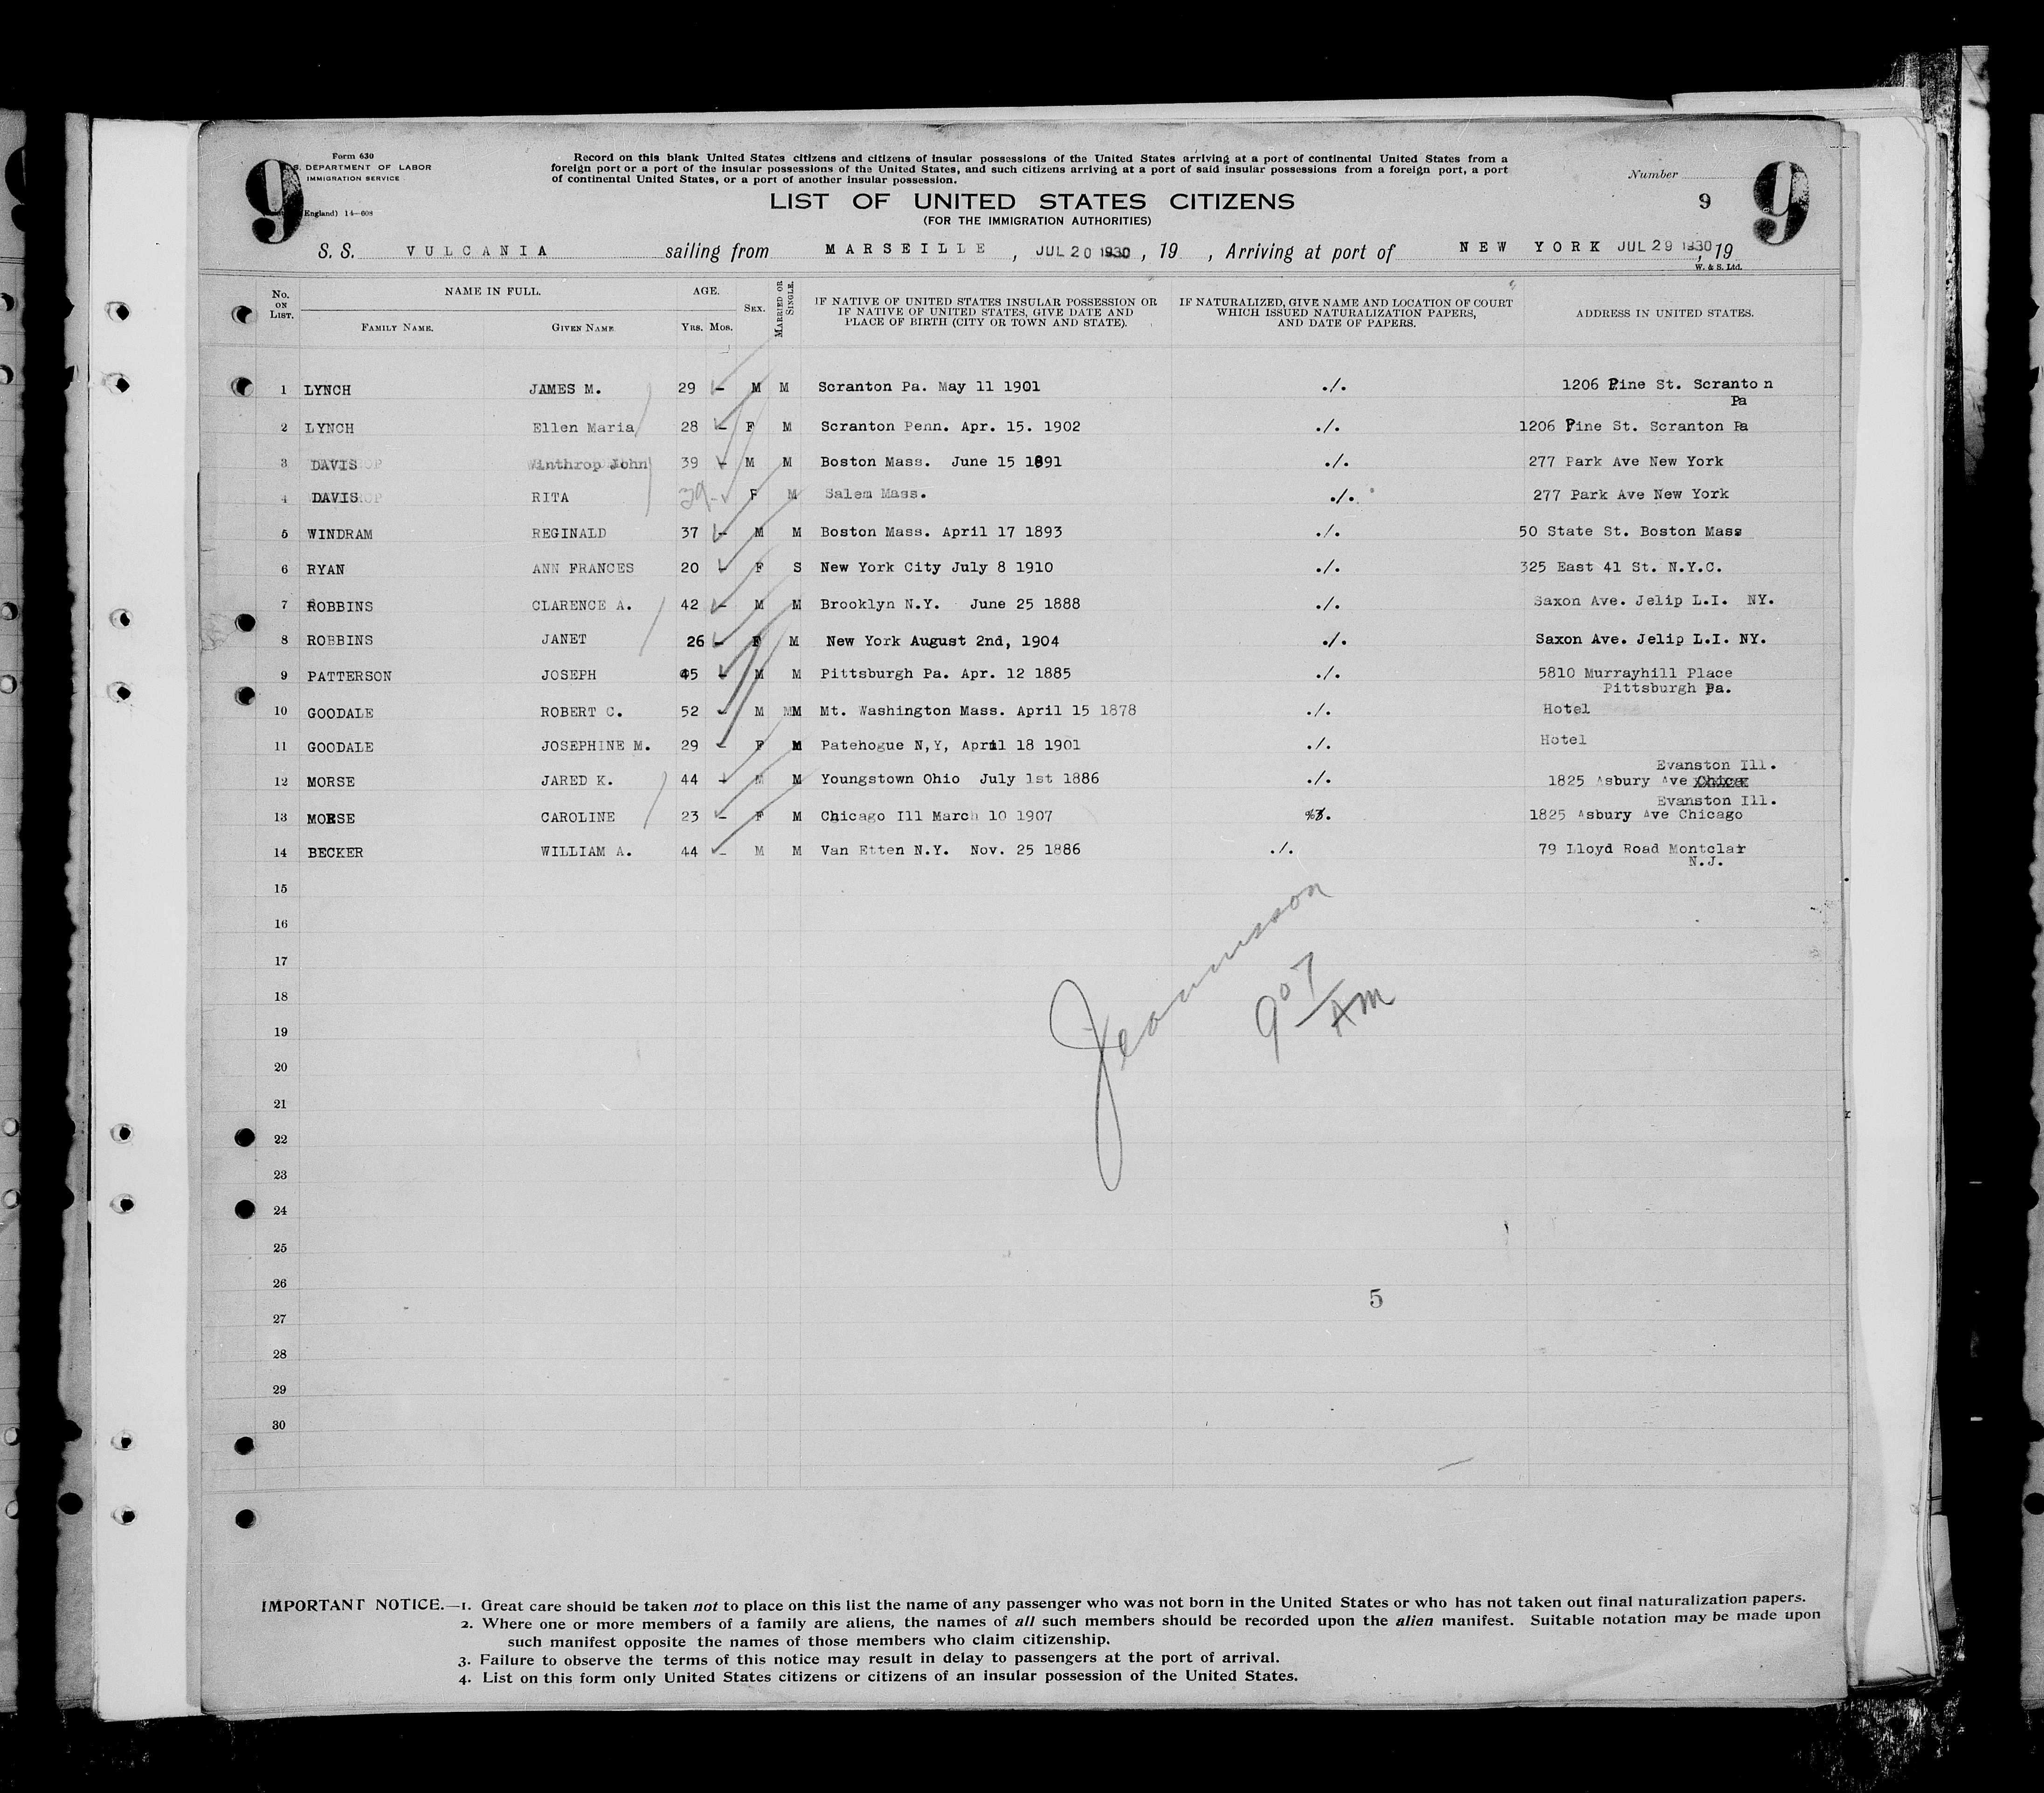 9
Form 630
S. DEPARTMENT OF LABOR
IMMIGRATION SERVICE
England) 14—608
Record on this blank United States citizens and citizens of insular possessions of the United States arriving at a port of continental United States from a
foreign port or a port of the insular possessions of the United States, and such citizens arriving at a port of said insular possessions from a foreign port, a port
of continental United States, or a port of another insular possession.
LIST OF UNITED STATES CITIZENS
(FOR THE IMMIGRATION AUTHORITIES)
Number
9
9
S. S. VULCANIA sailing from MARSEILLE, JUL 20 1930, 19 , Arriving at port of NEW YORK JUL 29 1930, 19
W. & S. Ltd.
No. ON LIST.
NAME IN FULL.
FAMILY NAME. GIVEN NAME
AGE.
YRS. MOS.
SEX.
MARRIED OR SINGLE.
IF NATIVE OF UNITED STATES INSULAR POSSESSION OR
IF NATIVE OF UNITED STATES, GIVE DATE AND
PLACE OF BIRTH (CITY OR TOWN AND STATE).
IF NATURALIZED, GIVE NAME AND LOCATION OF COURT
WHICH ISSUED NATURALIZATION PAPERS,
AND DATE OF PAPERS.
ADDRESS IN UNITED STATES.
1 LYNCH JAMES M. 29 – M M Scranton Pa. May 11 1901 ./. 1206 Pine St. Scranton
Pa
2 LYNCH Ellen Maria 28 – F M Scranton Penn. Apr. 15. 1902 ./. 1206 Pine St. Scranton Pa
3 DAVIS Winthrop John 39 – M M Boston Mass. June 15 1891 ./. 277 Park Ave New York
4 DAVIS RITA 39 – F M Salem Mass. ./. 277 Park Ave New York
5 WINDRAM REGINALD 37 – M M Boston Mass. April 17 1893 ./. 50 State St. Boston Mass
6 RYAN ANN FRANCES 20 – F S New York City July 8 1910 ./. 325 East 41 St. N.Y.C.
7 ROBBINS CLARENCE A. 42 – M M Brooklyn N.Y. June 25 1888 ./. Saxon Ave. Jelip L.I. NY.
8 ROBBINS JANET 26 – F M New York August 2nd, 1904 ./. Saxon Ave. Jelip L.I. NY.
9 PATTERSON JOSEPH 45 – M M Pittsburgh Pa. Apr. 12 1885 ./. 5810 Murrayhill Place
Pittsburgh Pa.
10 GOODALE ROBERT C. 52 – M MM Mt. Washington Mass. April 15 1878 ./. Hotel
11 GOODALE JOSEPHINE M. 29 – F M Patehogue N,Y, April 18 1901 ./. Hotel
Evanston Ill.
12 MORSE JARED K. 44 – M M Youngstown Ohio July 1st 1886 ./. 1825 Asbury Ave Chica
Evanston Ill.
13 MORSE CAROLINE 23 – F M Chicago Ill March 10 1907 1825 Asbury Ave Chicago
14 BECKER WILLIAM A. 44 – M M Van Etten N.Y. Nov. 25 1886 ./. 79 Lloyd Road Montclair
N.J.
15
16
17
18
9 07 AM
19
20
21
22
23
24
25
26
5
27
28
29
30
IMPORTANT NOTICE.—1. Great care should be taken not to place on this list the name of any passenger who was not born in the United States or who has not taken out final naturalization papers.
2. Where one or more members of a family are aliens, the names of all such members should be recorded upon the alien manifest. Suitable notation may be made upon
such manifest opposite the names of those members who claim citizenship.
3. Failure to observe the terms of this notice may result in delay to passengers at the port of arrival.
4. List on this form only United States citizens or citizens of an insular possession of the United States.